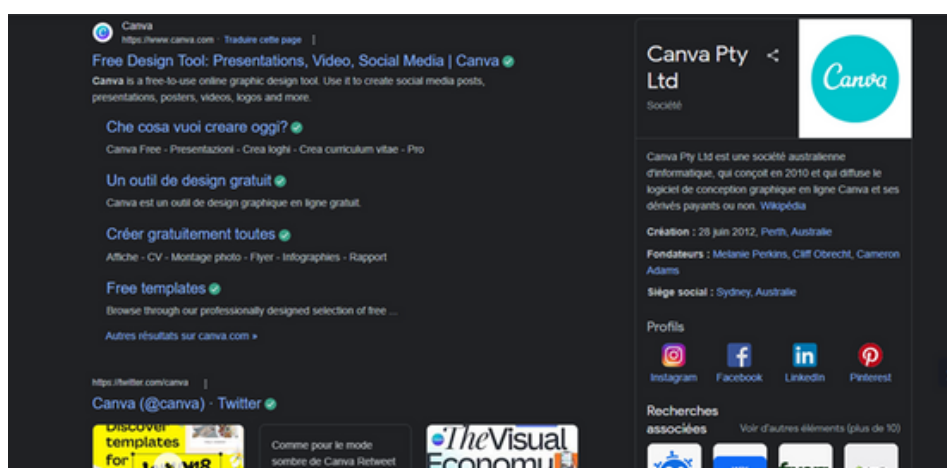 Canva
https://www.canva.com · Traduire cette page
Free Design Tool: Presentations, Video, Social Media | Canva
Canva is a free-to-use online graphic design tool. Use it to create social media posts,
presentations, posters, videos, logos and more.
Che cosa vuoi creare oggi?
Canva Free - Presentazioni - Crea loghi - Crea curriculum vitae - Pro
Un outil de design gratuit
Canva est un outil de design graphique en ligne gratuit.
Créer gratuitement toutes
Affiche - CV - Montage photo - Flyer - Infographies - Rapport
Free templates
Browse through our professionally designed selection of free ...
Autres résultats sur canva.com »
https://twitter.com/canva
Canva (@canva) · Twitter
Discover
templates
for
Comme pour le mode
sombre de Canva Retweet
TheVisual
Economy
Canva Pty
Ltd
Société
Canva
Canva Pty Ltd est une société australienne
d'informatique, qui conçoit en 2010 et qui diffuse le
logiciel de conception graphique en ligne Canva et ses
dérivés payants ou non. Wikipédia
Création : 28 juin 2012, Perth, Australie
Fondateurs : Melanie Perkins, Cliff Obrecht, Cameron
Adams
Siège social : Sydney, Australie
Profils
Instagram Facebook LinkedIn Pinterest
Recherches
associées Voir d'autres éléments (plus de 10)